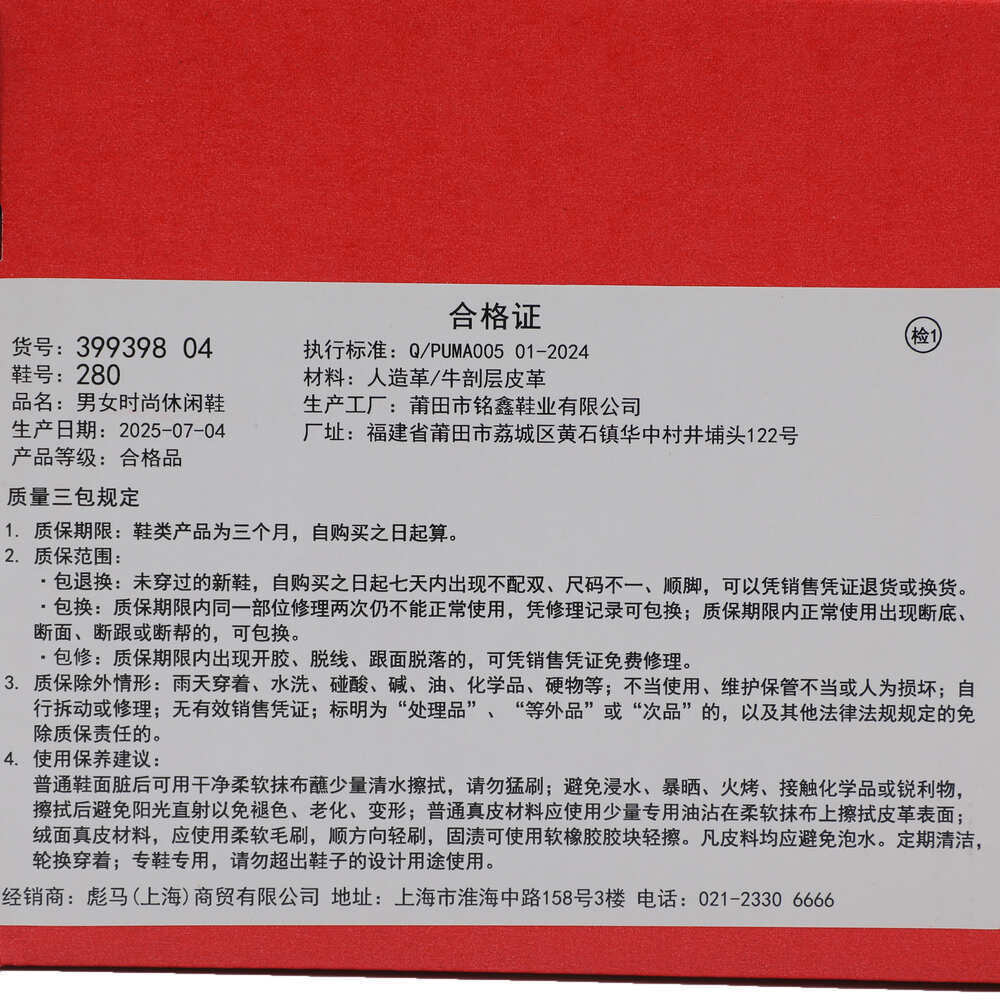 合格证
检1
货号：399398 04
鞋号：280
品名：男女时尚休闲鞋
生产日期：2025-07-04
产品等级：合格品
执行标准：Q/PUMA005 01-2024
材料：人造革/牛剖层皮革
生产工厂：莆田市铭鑫鞋业有限公司
厂址：福建省莆田市荔城区黄石镇华中村井埔头122号
质量三包规定
1. 质保期限：鞋类产品为三个月，自购买之日起算。
2. 质保范围：
·包退换：未穿过的新鞋，自购买之日起七天内出现不配双、尺码不一、顺脚，可以凭销售凭证退货或换货。
·包换：质保期限内同一部位修理两次仍不能正常使用，凭修理记录可包换；质保期限内正常使用出现断底、
断面、断跟或断帮的，可包换。
·包修：质保期限内出现开胶、脱线、跟面脱落的，可凭销售凭证免费修理。
3. 质保除外情形：雨天穿着、水洗、碰酸、碱、油、化学品、硬物等；不当使用、维护保管不当或人为损坏；自
行拆动或修理；无有效销售凭证；标明为“处理品”、“等外品”或“次品”的，以及其他法律法规规定的免
除质保责任的。
4. 使用保养建议：
普通鞋面脏后可用干净柔软抹布蘸少量清水擦拭，请勿猛刷；避免浸水、暴晒、火烤、接触化学品或锐利物，
擦拭后避免阳光直射以免褪色、老化、变形；普通真皮材料应使用少量专用油沾在柔软抹布上擦拭皮革表面；
绒面真皮材料，应使用柔软毛刷，顺方向轻刷，固渍可使用软橡胶胶块轻擦。凡皮料均应避免泡水。定期清洁，
轮换穿着；专鞋专用，请勿超出鞋子的设计用途使用。
经销商：彪马(上海)商贸有限公司 地址：上海市淮海中路158号3楼 电话：021-2330 6666